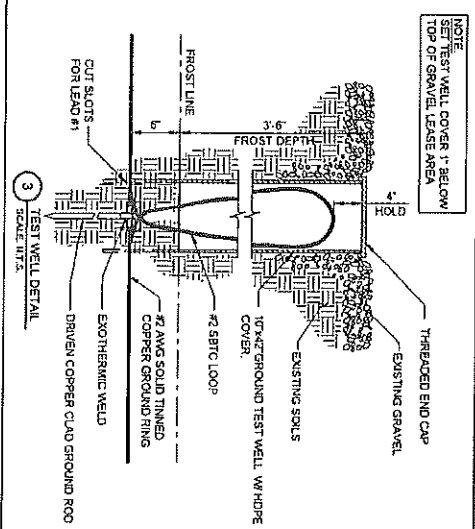 NOTE:
SET TEST WELL COVER 1" BELOW
TOP OF GRAVEL LEASE AREA
THREADED END CAP
EXISTING GRAVEL
4"
HOLD
EXISTING SOILS
10"x42"GROUND TEST WELL W/ HDPE
COVER.
3'-6"
FROST DEPTH
#2 SBTC LOOP
FROST LINE
6"
#2 AWG SOLID TINNED
COPPER GROUND RING
CUT SLOTS
FOR LEAD #1
EXOTHERMIC WELD
DRIVEN COPPER CLAD GROUND ROD
3
TEST WELL DETAIL
SCALE: N.T.S.